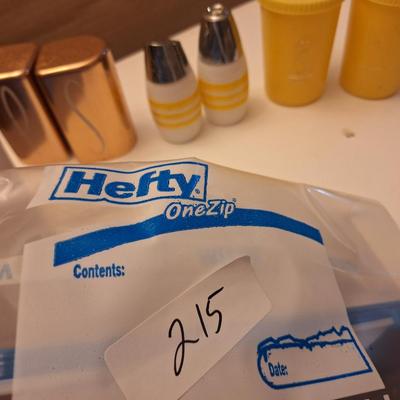 S
Hefty®
OneZip®
Contents:
215
Date: